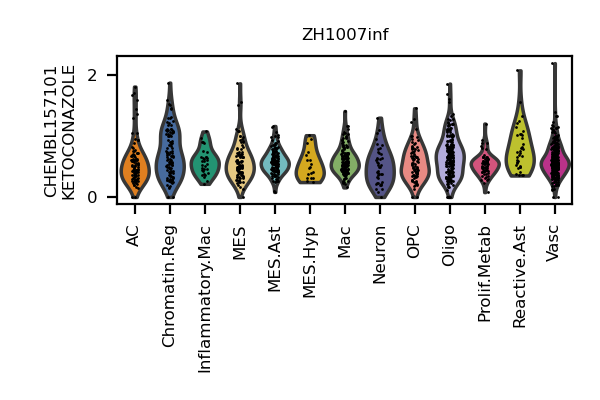 ZH1007inf
CHEMBL157101
KETOCONAZOLE
2
0
AC
Chromatin.Reg
Inflammatory.Mac
MES
MES.Ast
MES.Hyp
Mac
Neuron
OPC
Oligo
Prolif.Metab
Reactive.Ast
Vasc